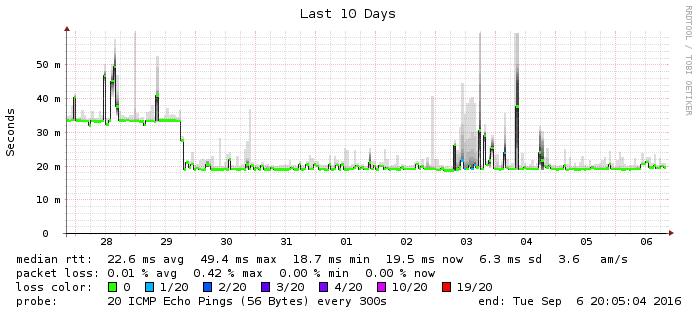 Last 10 Days
RRDTOOL / TOBI OETIKER
Seconds
50 m
40 m
30 m
20 m
10 m
0
28 29 30 31 01 02 03 04 05 06
median rtt: 22.6 ms avg 49.4 ms max 18.7 ms min 19.5 ms now 6.3 ms sd 3.6 am/s
packet loss: 0.01 % avg 0.42 % max 0.00 % min 0.00 % now
loss color: 0 1/20 2/20 3/20 4/20 10/20 19/20
probe: 20 ICMP Echo Pings (56 Bytes) every 300s end: Tue Sep 6 20:05:04 2016